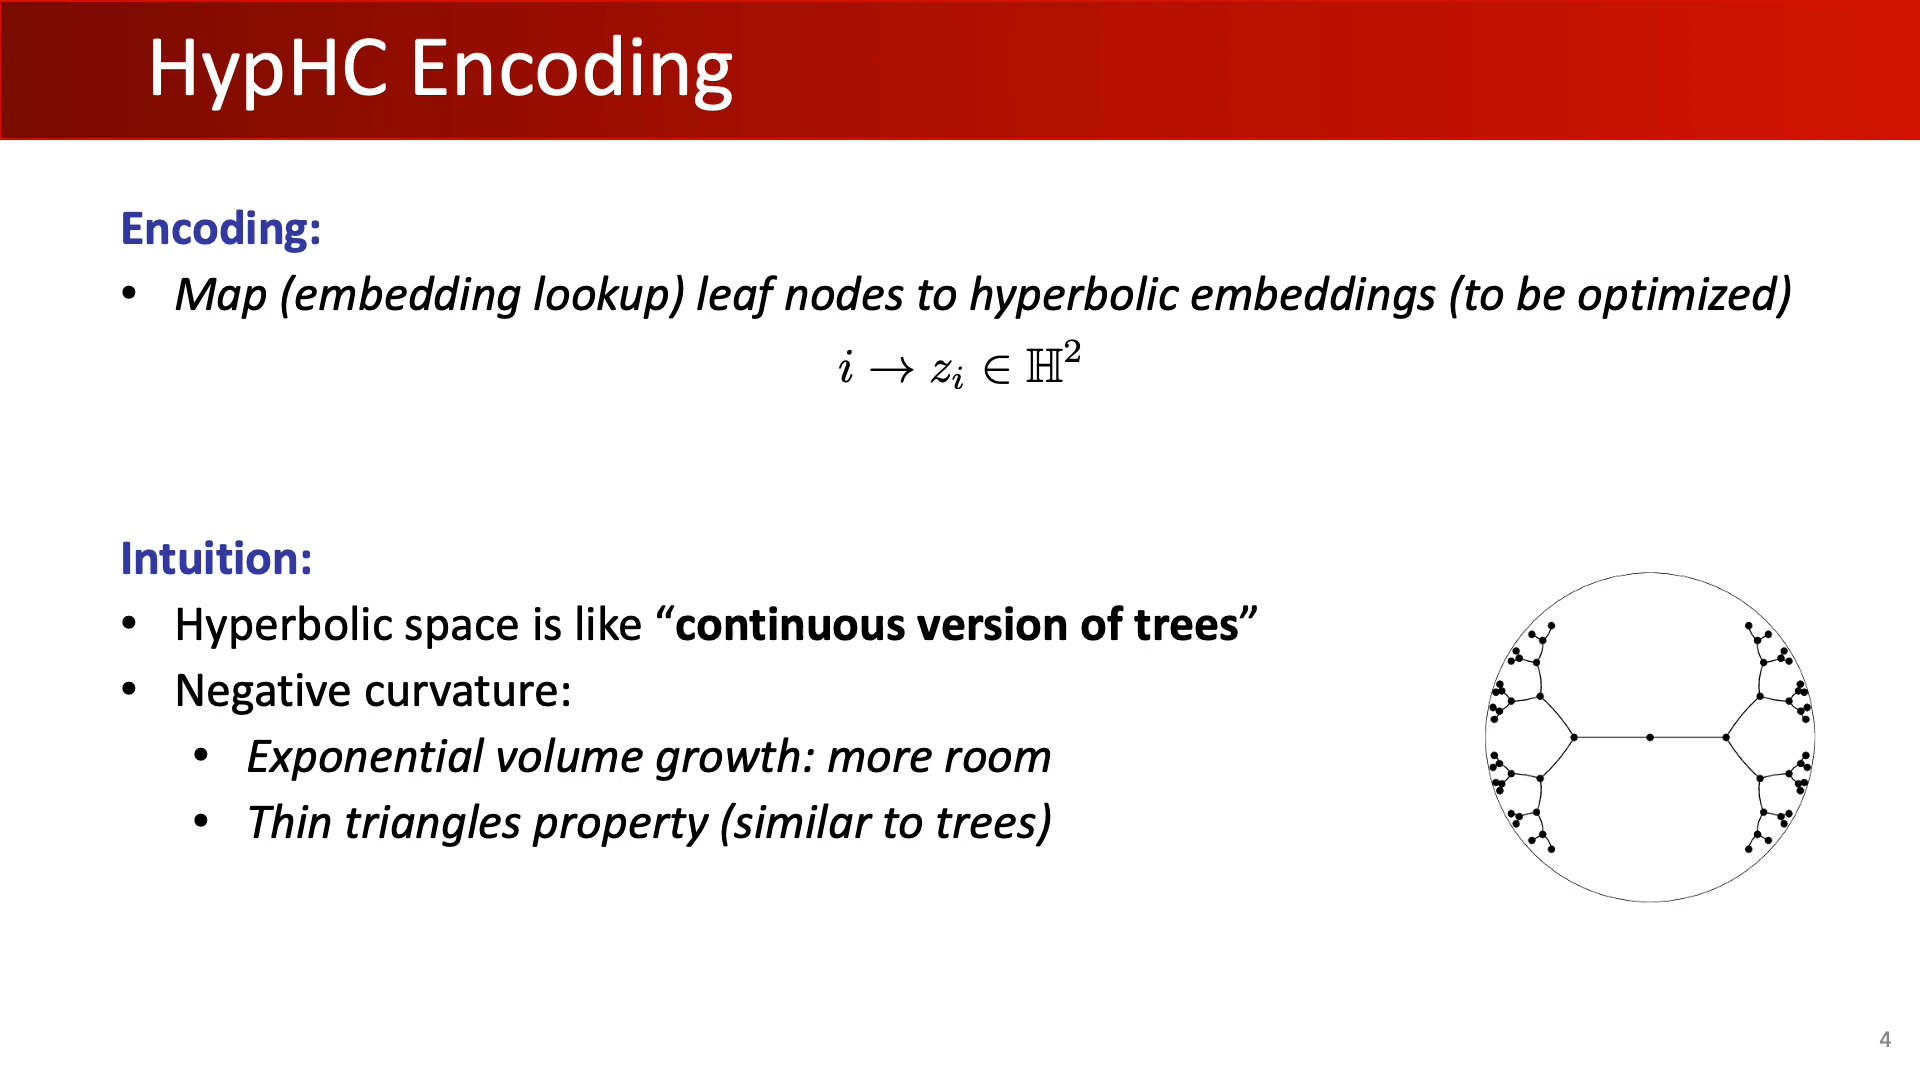 HypHC Encoding
Encoding:
• Map (embedding lookup) leaf nodes to hyperbolic embeddings (to be optimized)
i → z_i ∈ ℍ²
Intuition:
• Hyperbolic space is like “continuous version of trees”
• Negative curvature:
• Exponential volume growth: more room
• Thin triangles property (similar to trees)
4